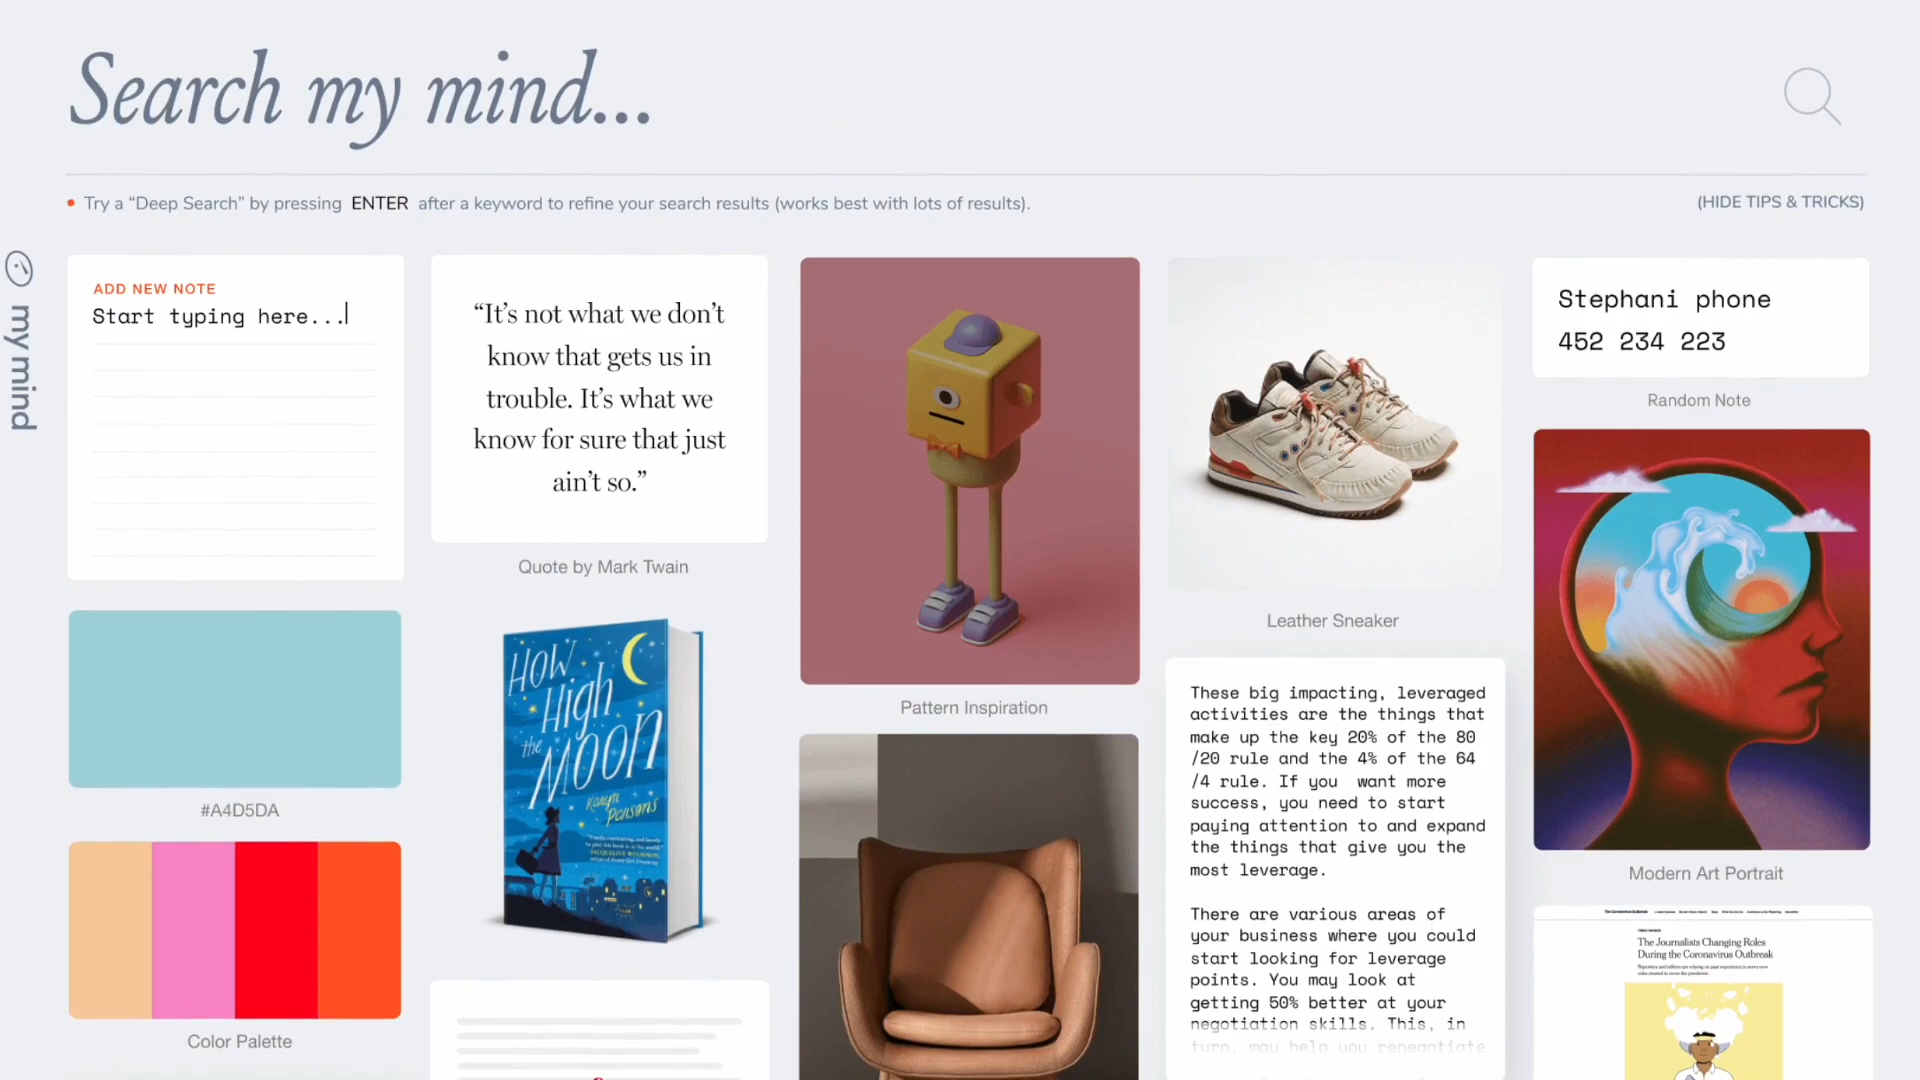 Search my mind...
Try a “Deep Search” by pressing ENTER after a keyword to refine your search results (works best with lots of results).
(HIDE TIPS & TRICKS)
my mind
ADD NEW NOTE
Start typing here...
#A4D5DA
Color Palette
“It’s not what we don’t
know that gets us in
trouble. It’s what we
know for sure that just
ain’t so.”
Quote by Mark Twain
How
High
the
Moon
Karyn
Parsons
Pattern Inspiration
Leather Sneaker
These big impacting, leveraged
activities are the things that
make up the key 20% of the 80
/20 rule and the 4% of the 64
/4 rule. If you want more
success, you need to start
paying attention to and expand
the things that give you the
most leverage.
There are various areas of
your business where you could
start looking for leverage
points. You may look at
getting 50% better at your
negotiation skills. This, in
turn, may help you renegotiate
Stephani phone
452 234 223
Random Note
Modern Art Portrait
The Journalists Changing Roles
During the Coronavirus Outbreak